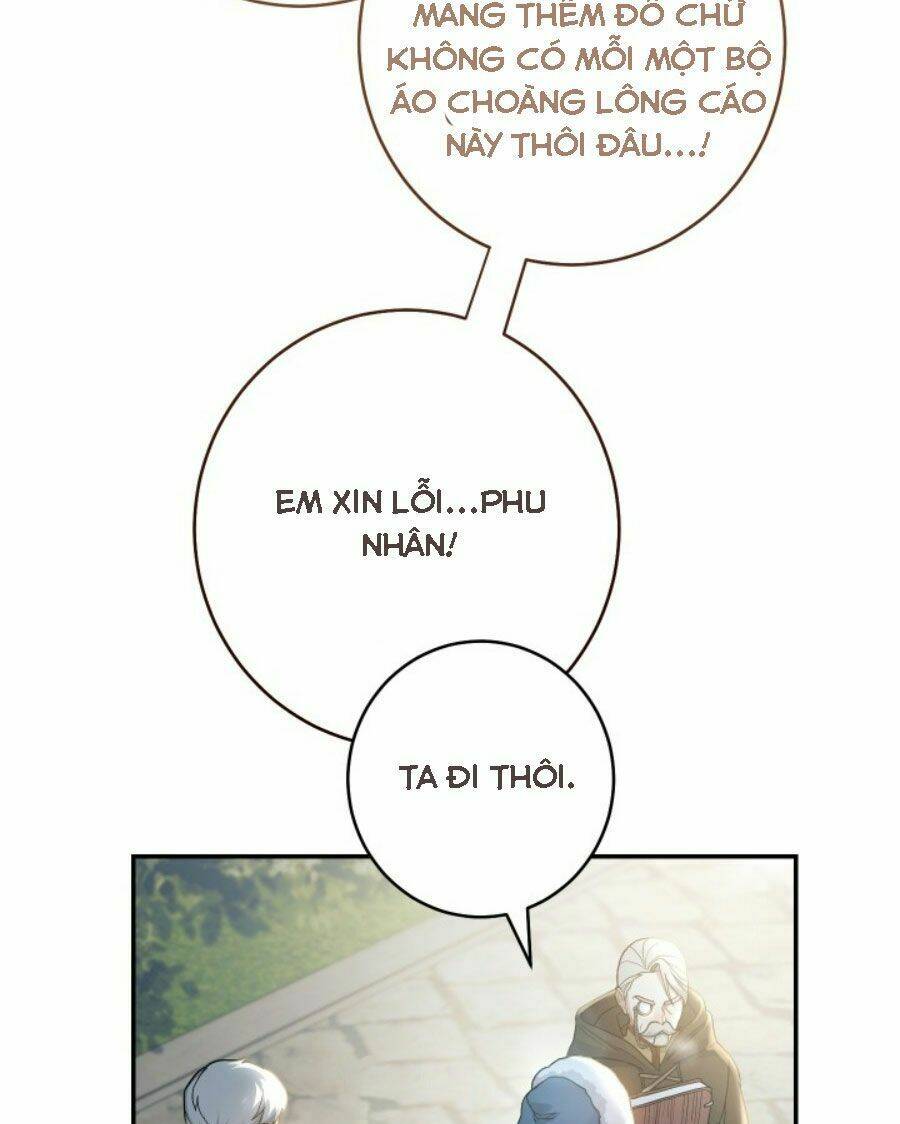 MANG THÊM ĐỒ CHỨ
KHÔNG CÓ MỖI MỘT BỘ
ÁO CHOÀNG LÔNG CÁO
NÀY THÔI ĐÂU...!
EM XIN LỖI...PHU
NHÂN!
TA ĐI THÔI.